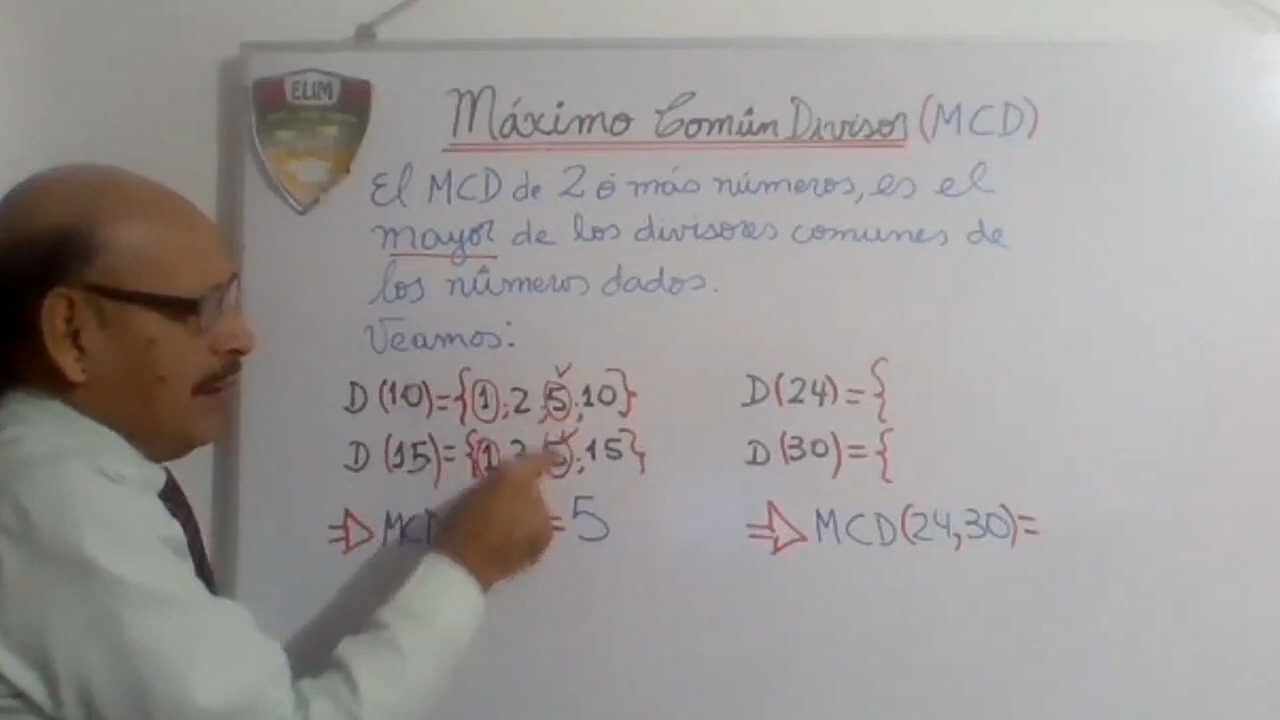 ELIM
Máximo Común Divisor (MCD)
El MCD de 2 ó más números, es el
mayor de los divisores comunes de
los números dados.
Veamos:
D(10)={1;2;5;10}
D(15)={1 5;15}
⇒ MCD =5
D(24)={
D(30)={
⇒ MCD(24,30)=